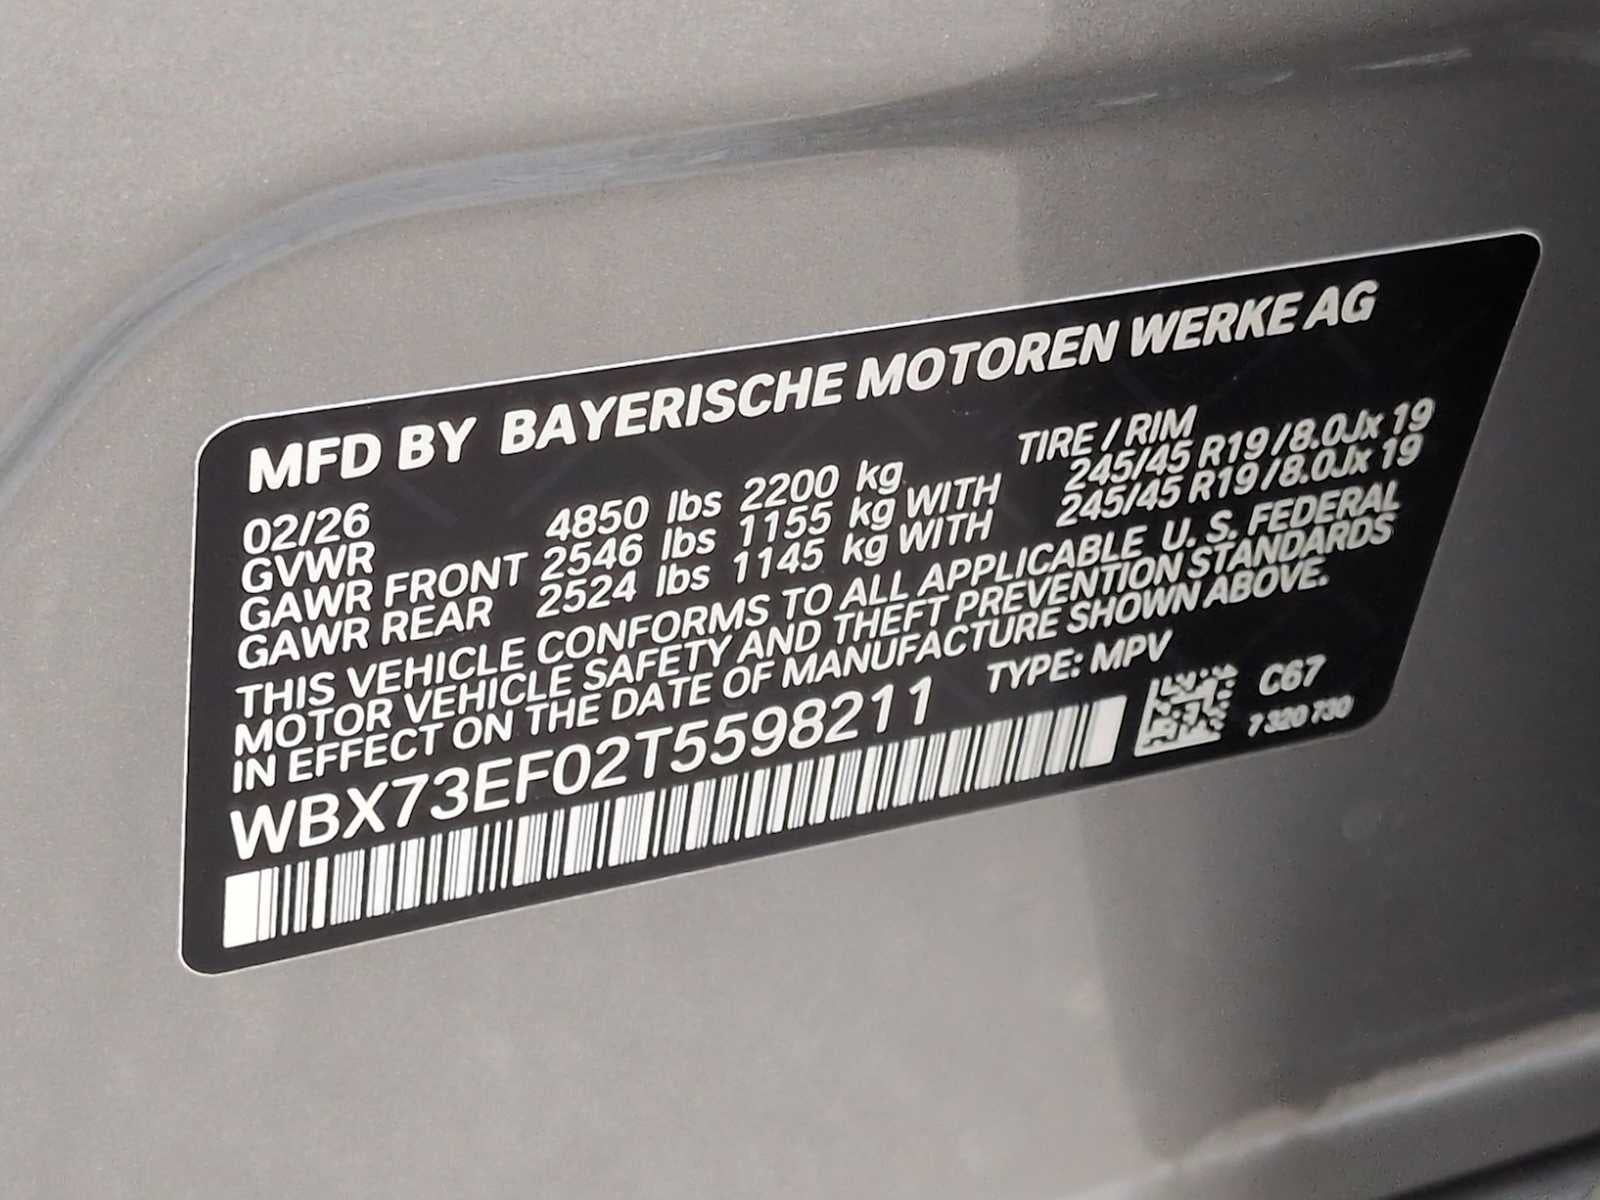 MFD BY BAYERISCHE MOTOREN WERKE AG
02/26 TIRE / RIM
GVWR 4850 lbs 2200 kg
GAWR FRONT 2546 lbs 1155 kg WITH 245/45 R19 /8.0Jx 19
GAWR REAR 2524 lbs 1145 kg WITH 245/45 R19 /8.0Jx 19
THIS VEHICLE CONFORMS TO ALL APPLICABLE U. S. FEDERAL
MOTOR VEHICLE SAFETY AND THEFT PREVENTION STANDARDS
IN EFFECT ON THE DATE OF MANUFACTURE SHOWN ABOVE.
WBX73EF02T5598211 TYPE: MPV
C67
7 320 730